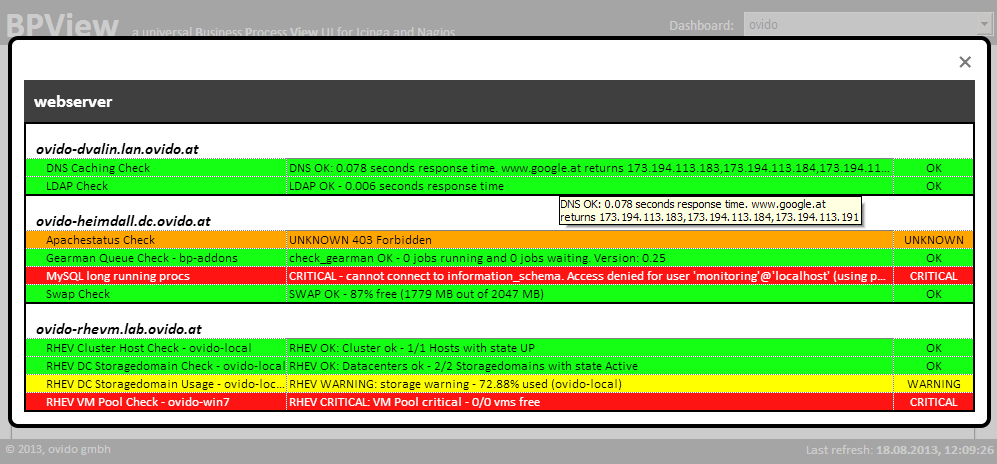 BPView a universal Business Process View UI for Icinga and Nagios Dashboard: ovido
×
webserver
ovido-dvalin.lan.ovido.at
DNS Caching Check DNS OK: 0.078 seconds response time. www.google.at returns 173.194.113.183,173.194.113.184,173.194.11... OK
LDAP Check LDAP OK - 0.006 seconds response time OK
DNS OK: 0.078 seconds response time. www.google.at
returns 173.194.113.183,173.194.113.184,173.194.113.191
ovido-heimdall.dc.ovido.at
Apachestatus Check UNKNOWN 403 Forbidden UNKNOWN
Gearman Queue Check - bp-addons check_gearman OK - 0 jobs running and 0 jobs waiting. Version: 0.25 OK
MySQL long running procs CRITICAL - cannot connect to information_schema. Access denied for user 'monitoring'@'localhost' (using p... CRITICAL
Swap Check SWAP OK - 87% free (1779 MB out of 2047 MB) OK
ovido-rhevm.lab.ovido.at
RHEV Cluster Host Check - ovido-local RHEV OK: Cluster ok - 1/1 Hosts with state UP OK
RHEV DC Storagedomain Check - ovido-local RHEV OK: Datacenters ok - 2/2 Storagedomains with state Active OK
RHEV DC Storagedomain Usage - ovido-loc... RHEV WARNING: storage warning - 72.88% used (ovido-local) WARNING
RHEV VM Pool Check - ovido-win7 RHEV CRITICAL: VM Pool critical - 0/0 vms free CRITICAL
© 2013, ovido gmbh Last refresh: 18.08.2013, 12:09:26